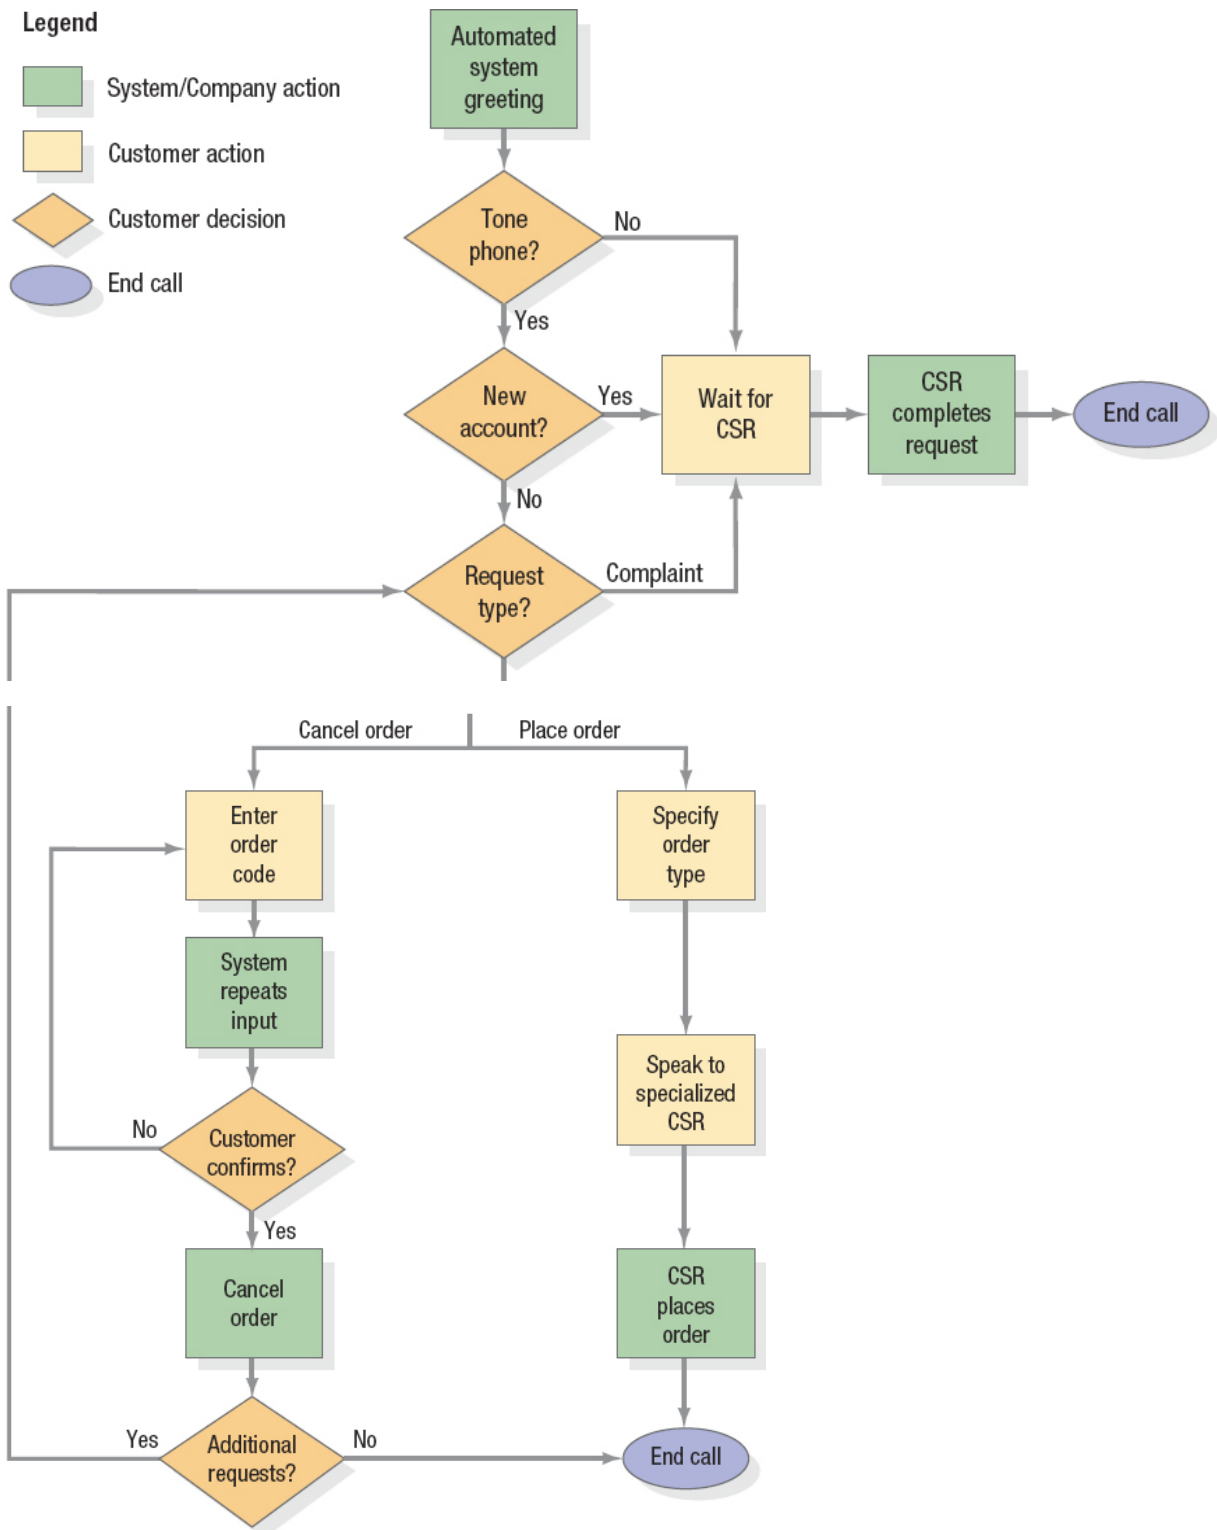 Legend
System/Company action
Customer action
Customer decision
End call
Automated
system
greeting
Tone
phone?
No
Yes
New
account?
Yes
Wait for
CSR
CSR
completes
request
End call
No
Request
type?
Complaint
Cancel order
Place order
Enter
order
code
Specify
order
type
System
repeats
input
Speak to
specialized
CSR
No
Customer
confirms?
Yes
Cancel
order
CSR
places
order
Yes
Additional
requests?
No
End call